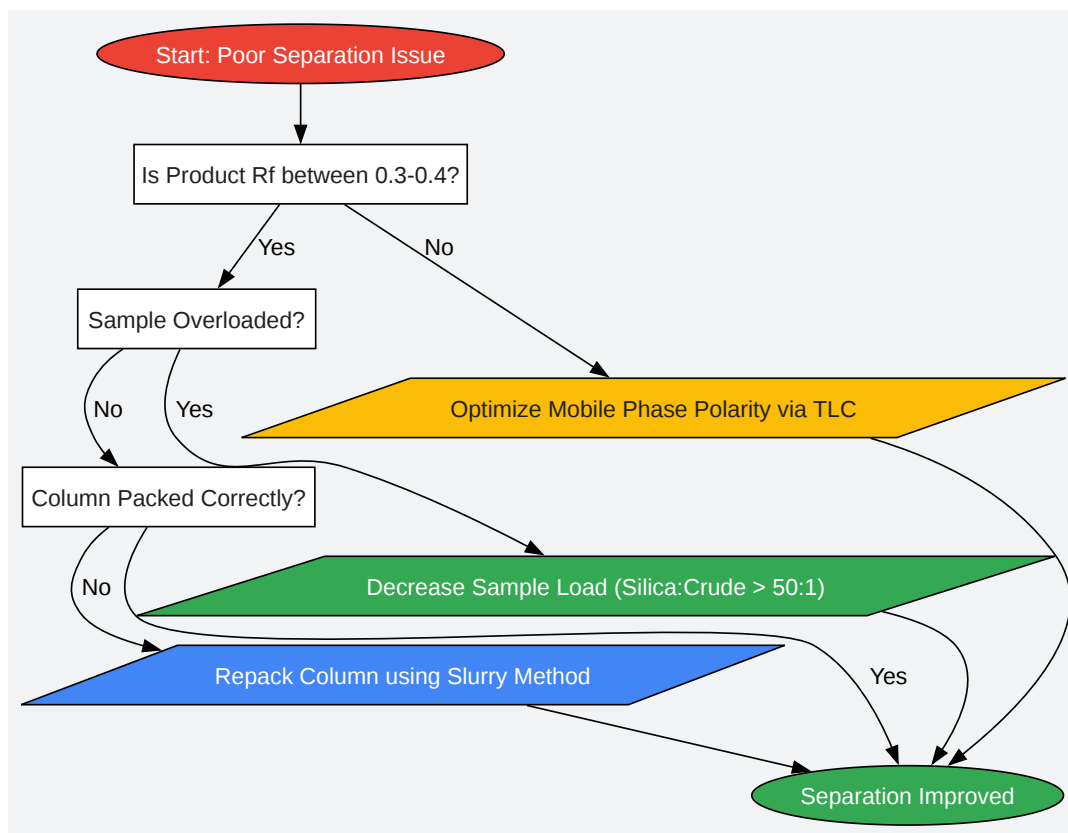 Start: Poor Separation Issue
Is Product Rf between 0.3-0.4?
Yes
No
Sample Overloaded?
No
Yes
Optimize Mobile Phase Polarity via TLC
Column Packed Correctly?
No
Decrease Sample Load (Silica:Crude > 50:1)
Repack Column using Slurry Method
Yes
Separation Improved